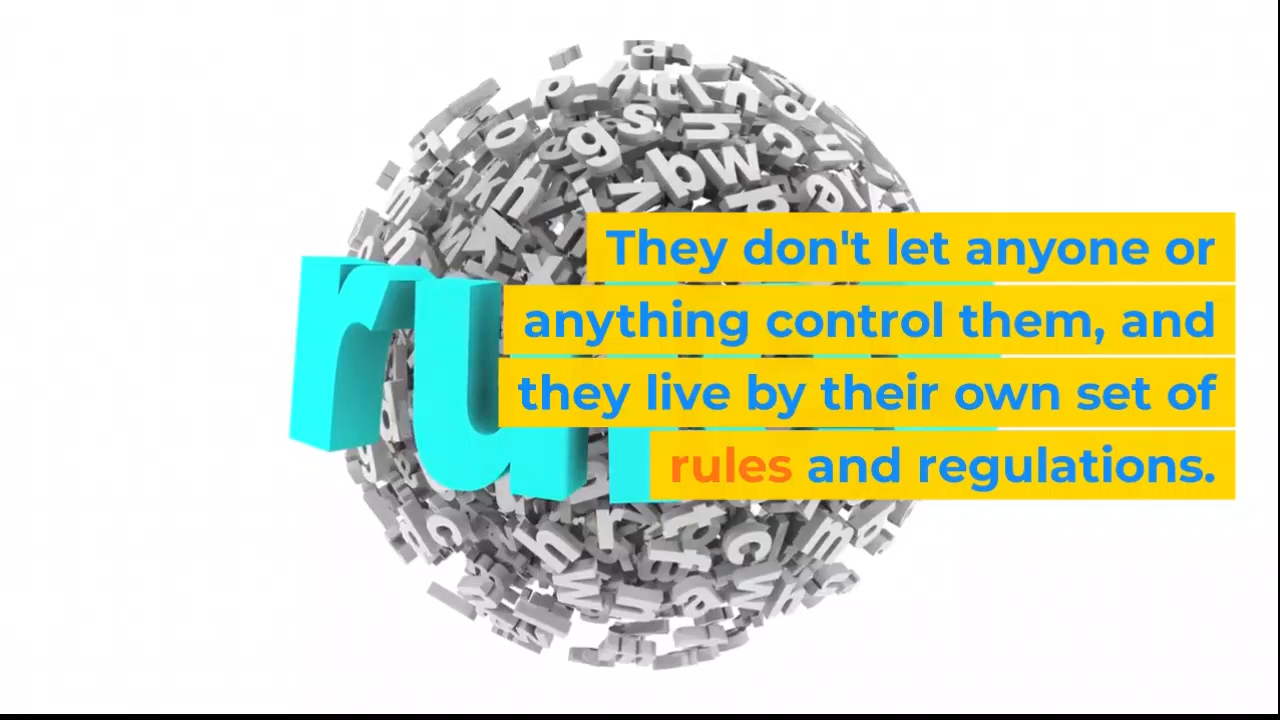 They don't let anyone or
anything control them, and
they live by their own set of
rules and regulations.